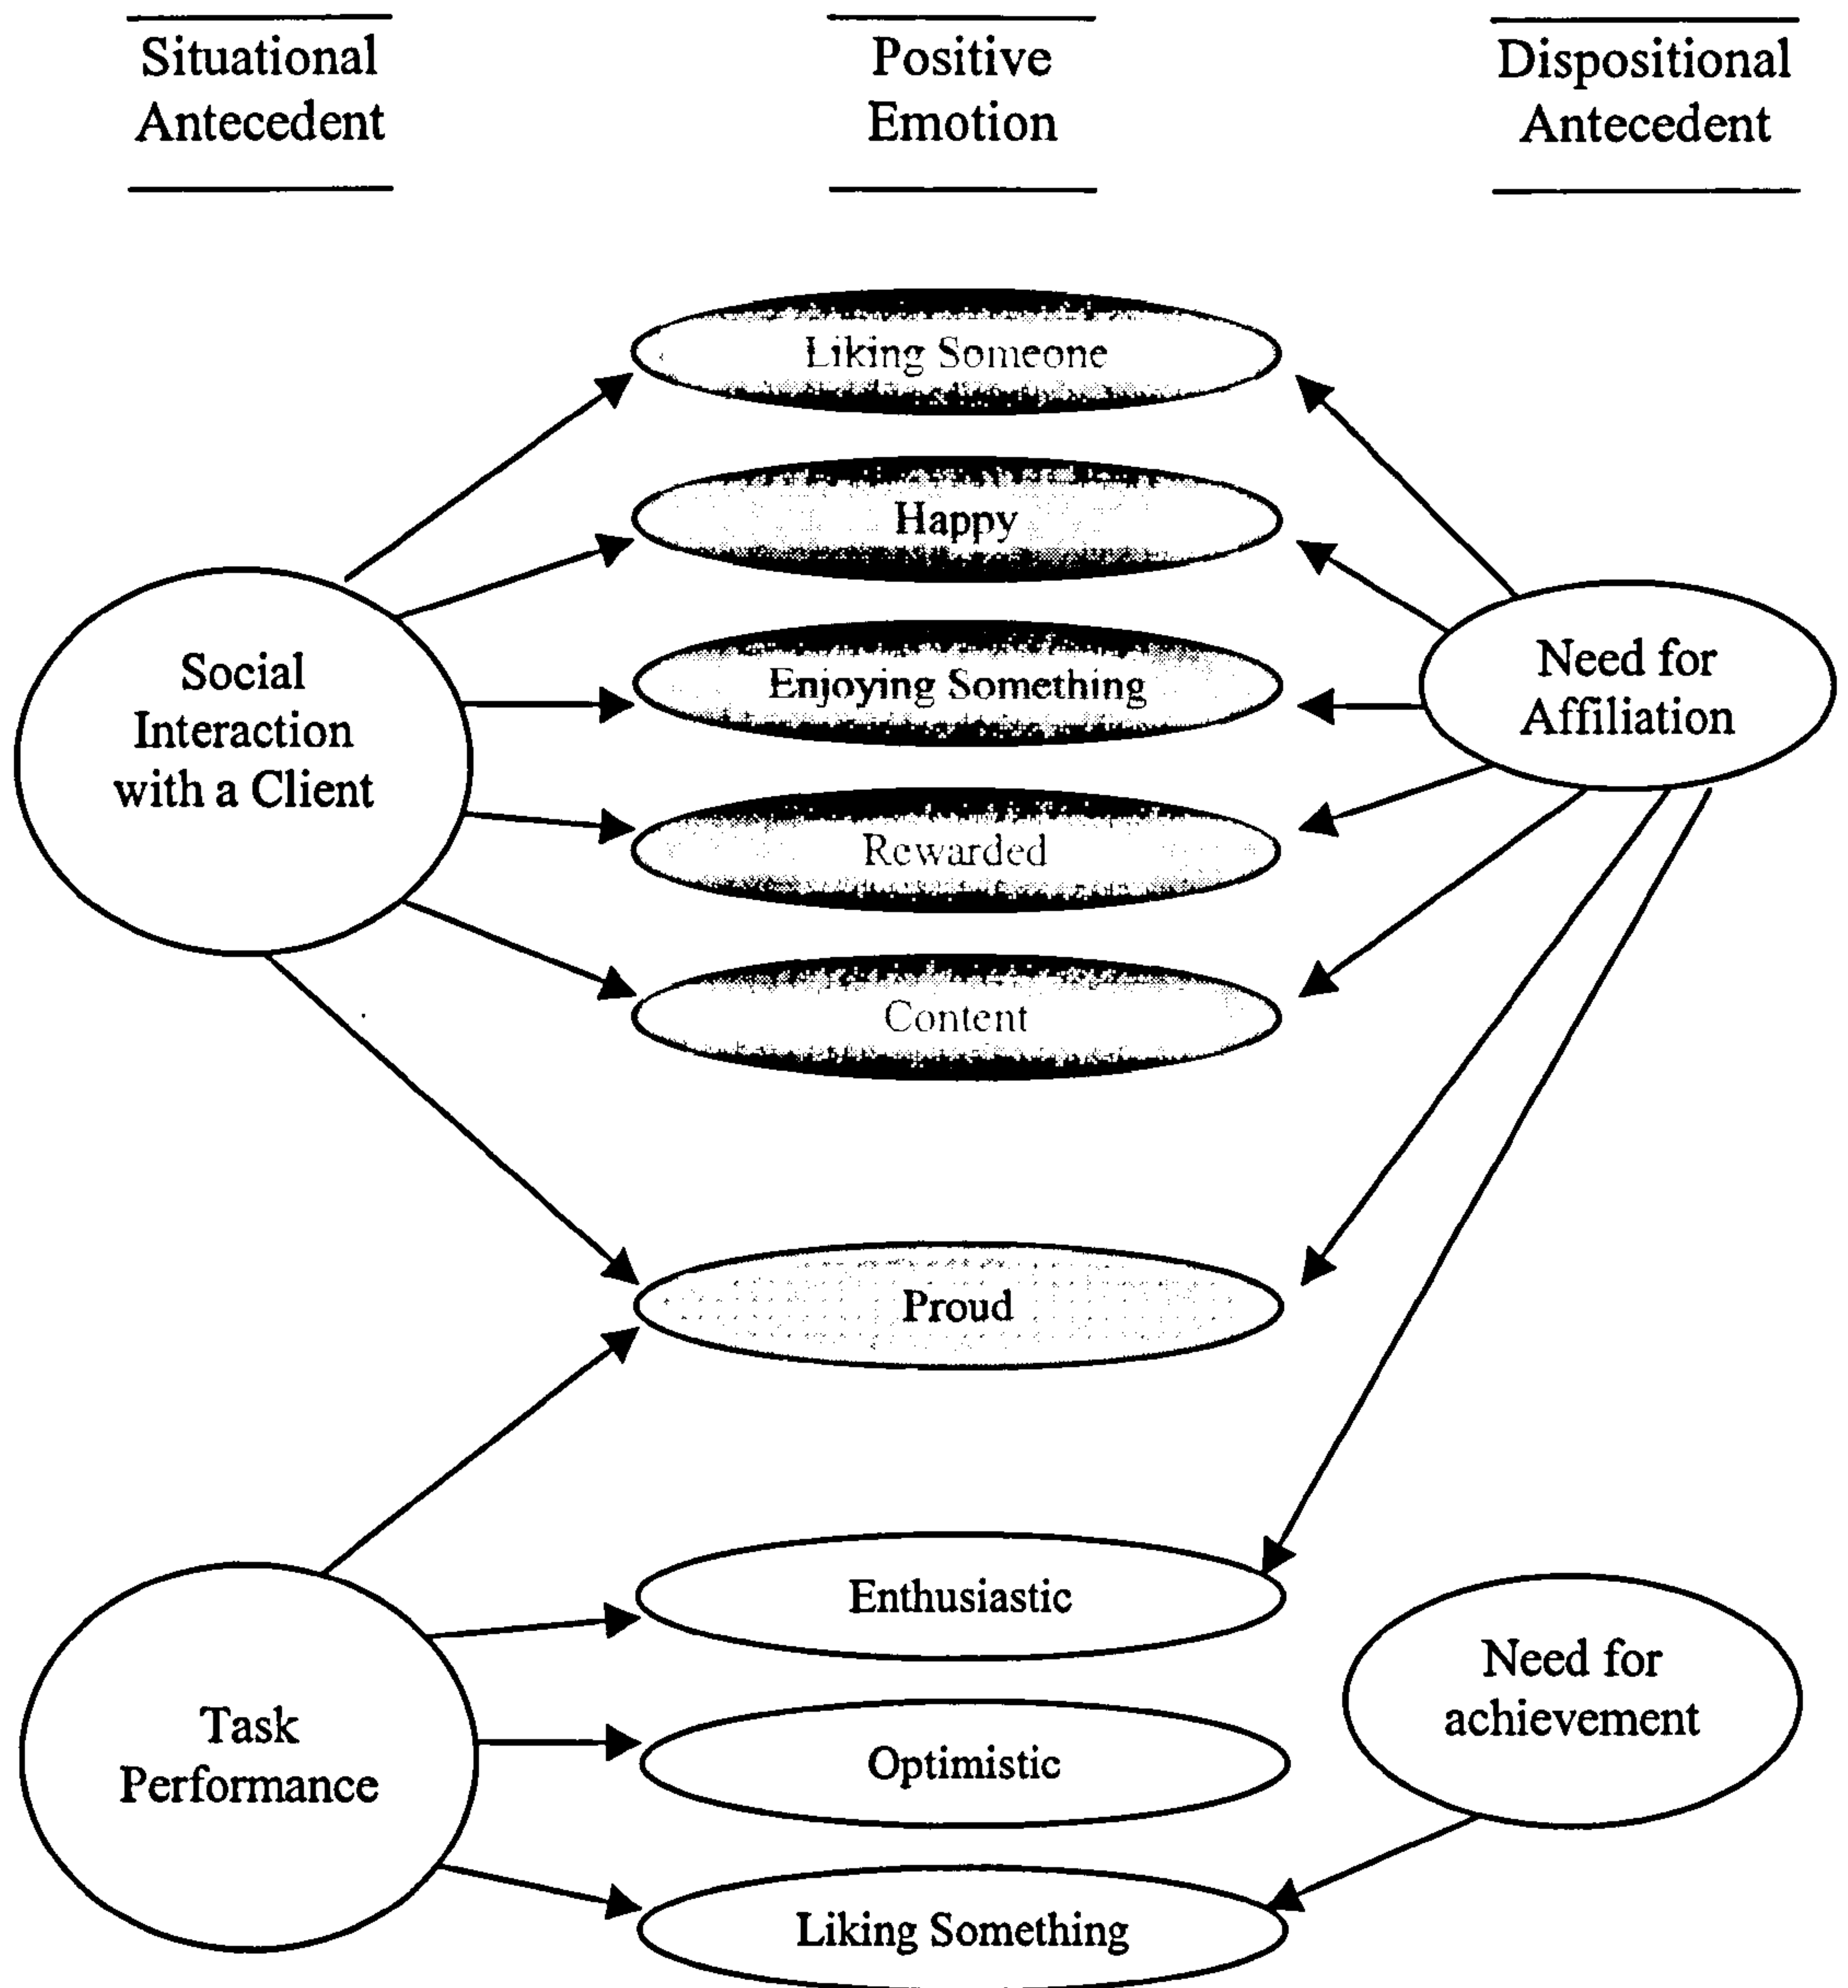 Situational
Antecedent
Positive
Emotion
Dispositional
Antecedent
Liking Someone
Happy
Enjoying Something
Rewarded
Content
Proud
Enthusiastic
Optimistic
Liking Something
Social
Interaction
with a Client
Task
Performance
Need for
Affiliation
Need for
achievement